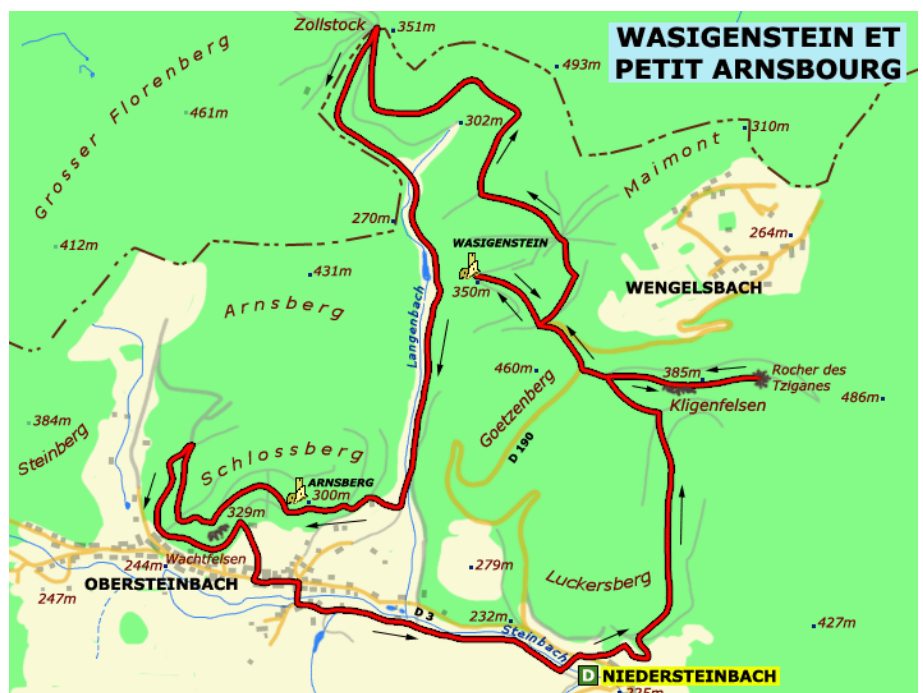 Zollstock
351m
WASIGENSTEIN ET
PETIT ARNSBOURG
493m
Grosser Florenberg
461m
302m
310m
Maimont
270m
264m
412m
WASIGENSTEIN
431m
350m
WENGELSBACH
Arnsberg
Langenbach
460m
385m
Rocher des
Tziganes
Kligenfelsen
486m
384m
Goetzenberg
Steinberg
Schlossberg
D 190
ARNSBERG
300m
329m
Wachtfelsen
244m
279m
OBERSTEINBACH
Luckersberg
247m
D 3
232m
Steinbach
427m
D NIEDERSTEINBACH
225m